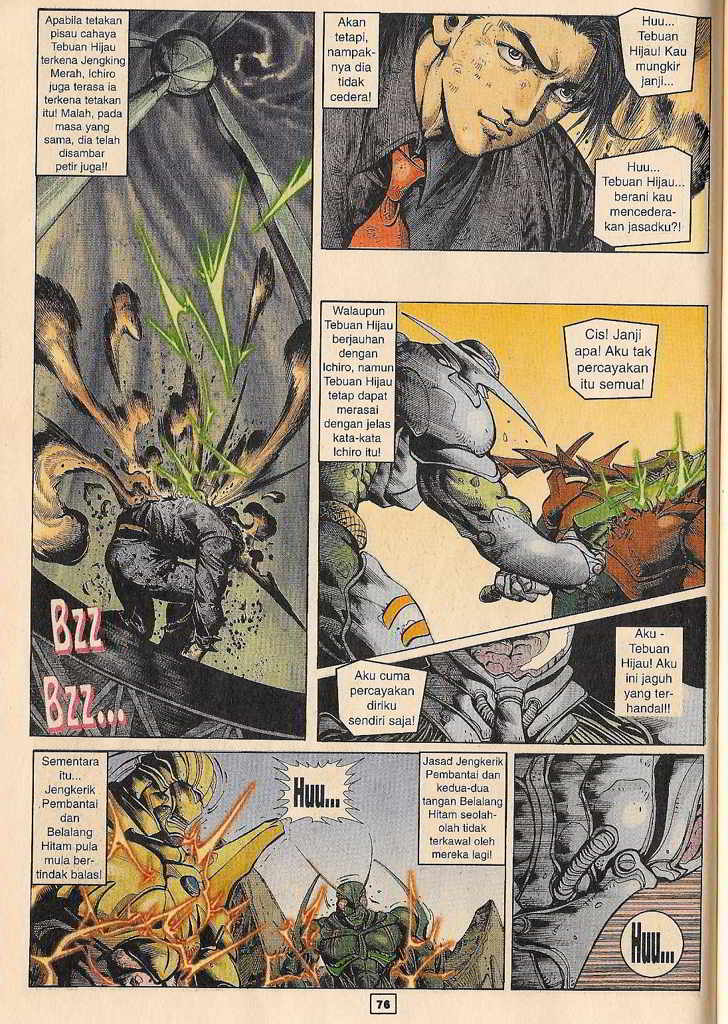 Apabila tetakan
pisau cahaya
Tebuan Hijau
terkena Jengking
Merah, Ichiro
juga terasa ia
terkena tetakan
itu! Malah, pada
masa yang
sama, dia telah
disambar
petir juga!!
Akan
tetapi,
nampak-
nya dia
tidak
cedera!
Huu...
Tebuan
Hijau! Kau
mungkir
janji...
Huu...
Tebuan Hijau...
berani kau
mencedera-
kan jasadku?!
Bzz
Bzz...
Walaupun
Tebuan Hijau
berjauhan
dengan
Ichiro, namun
Tebuan Hijau
tetap dapat
merasai
dengan jelas
kata-kata
Ichiro itu!
Cis! Janji
apa! Aku tak
percayakan
itu semua!
Aku cuma
percayakan
diriku
sendiri saja!
Aku -
Tebuan
Hijau! Aku
ini jaguh
yang ter-
handal!!
Sementara
itu...
Jengkerik
Pembantai
dan
Belalang
Hitam pula
mula ber-
tindak balas!
Huu...
Jasad Jengkerik
Pembantai dan
kedua-dua
tangan Belalang
Hitam seolah-
olah tidak
terkawal oleh
mereka lagi!
Huu...
76